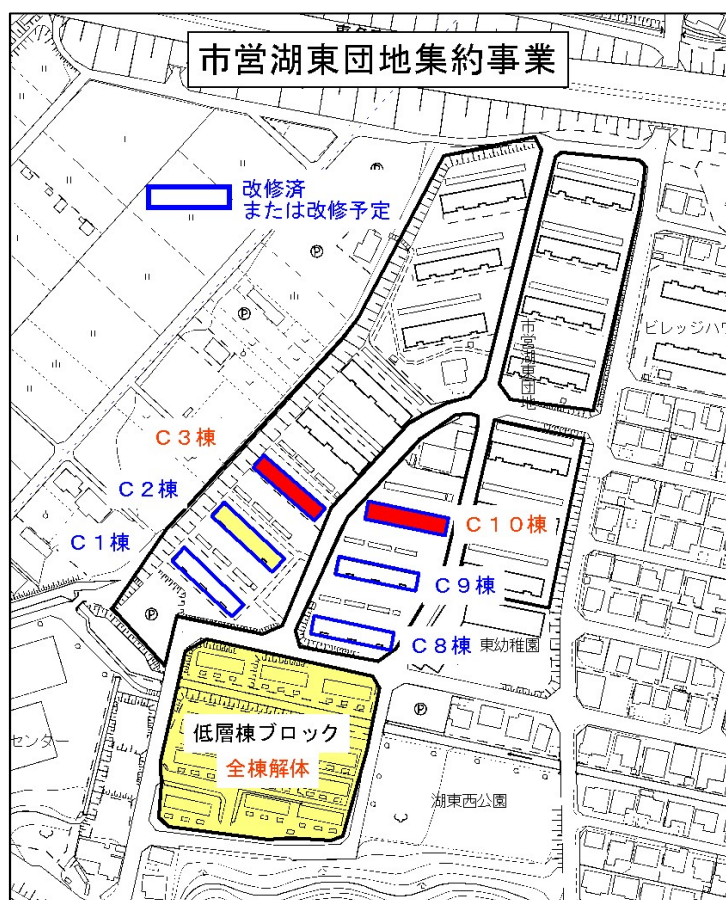 市営湖東団地集約事業
改修済
または改修予定
ビレッジハウ
市営湖東団地
C3棟
C2棟
C1棟
C10棟
C9棟
C8棟
東幼稚園
低層棟ブロック
全棟解体
センター
湖東西公園
P
P
P
P
P